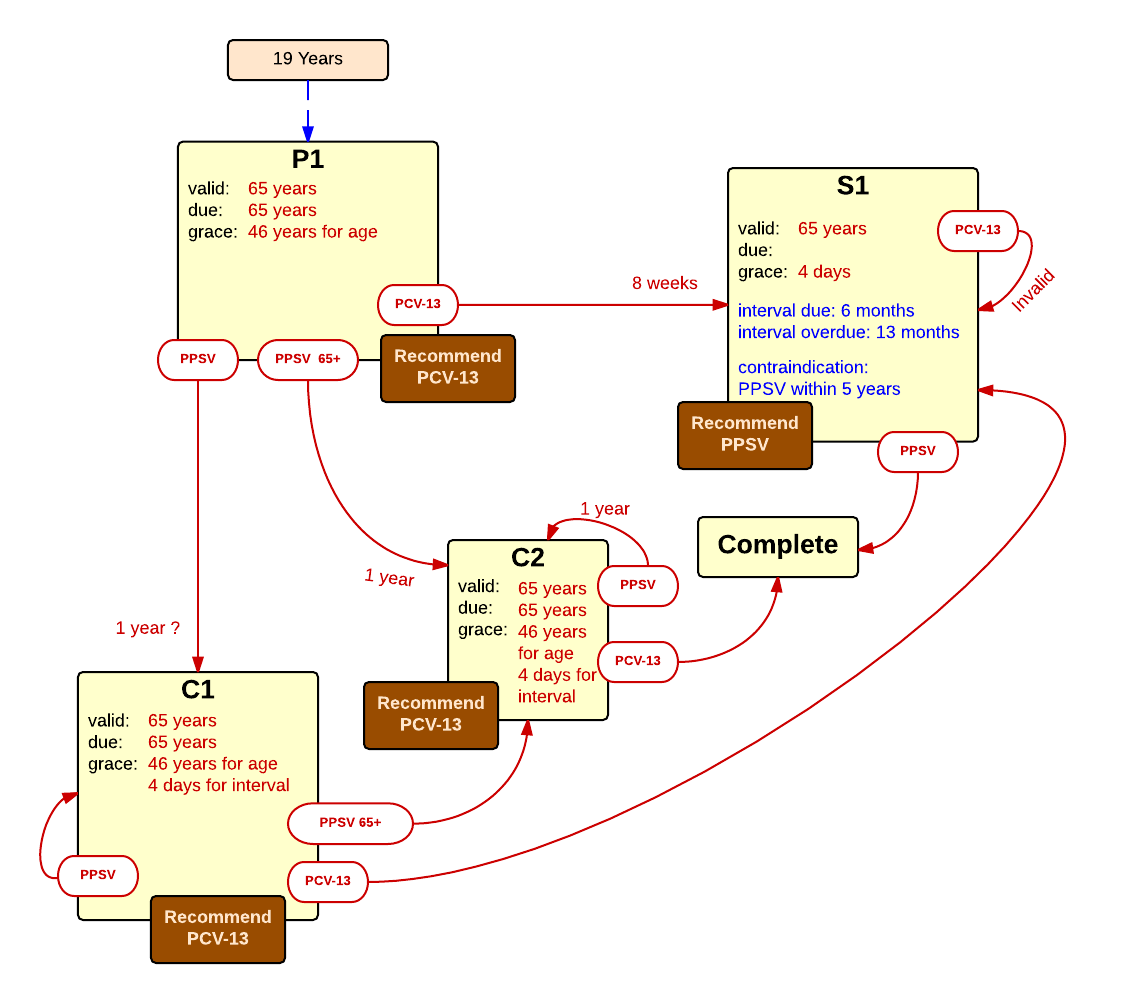 19 Years
P1
valid: 65 years
due: 65 years
grace: 46 years for age
PCV-13
PPSV
PPSV 65+
Recommend
PCV-13
8 weeks
S1
valid: 65 years
due:
grace: 4 days
interval due: 6 months
interval overdue: 13 months
contraindication:
PPSV within 5 years
PCV-13
Invalid
Recommend
PPSV
PPSV
Complete
1 year
1 year
C2
valid: 65 years
due: 65 years
grace: 46 years
for age
4 days for
interval
PPSV
PCV-13
Recommend
PCV-13
1 year ?
C1
valid: 65 years
due: 65 years
grace: 46 years for age
4 days for interval
PPSV 65+
PPSV
PCV-13
Recommend
PCV-13